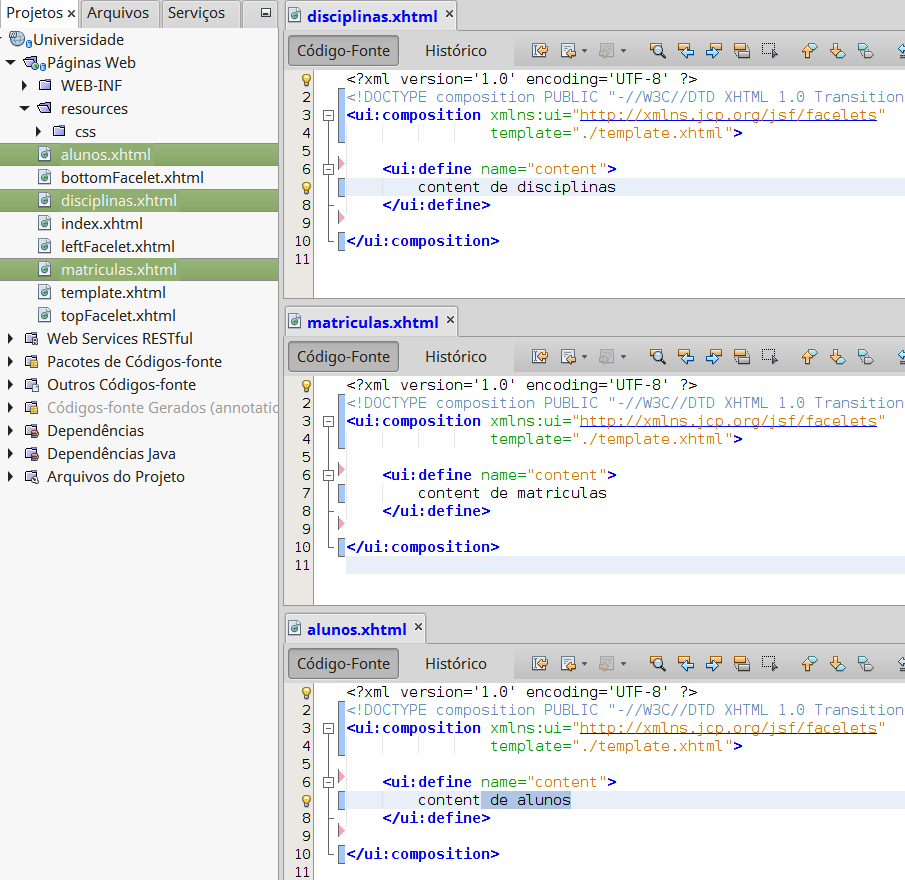 Projetos × Arquivos Serviços
Universidade
Páginas Web
WEB-INF
resources
css
alunos.xhtml
bottomFacelet.xhtml
disciplinas.xhtml
index.xhtml
leftFacelet.xhtml
matriculas.xhtml
template.xhtml
topFacelet.xhtml
Web Services RESTful
Pacotes de Códigos-fonte
Outros Códigos-fonte
Códigos-fonte Gerados (annotatio
Dependências
Dependências Java
Arquivos do Projeto
disciplinas.xhtml ×
Código-Fonte Histórico
<?xml version='1.0' encoding='UTF-8' ?>
2 <!DOCTYPE composition PUBLIC "-//W3C//DTD XHTML 1.0 Transition
3 <ui:composition xmlns:ui="http://xmlns.jcp.org/jsf/facelets"
4 template="./template.xhtml">
5
6 <ui:define name="content">
content de disciplinas
8 </ui:define>
9
10 </ui:composition>
11
matriculas.xhtml ×
Código-Fonte Histórico
<?xml version='1.0' encoding='UTF-8' ?>
2 <!DOCTYPE composition PUBLIC "-//W3C//DTD XHTML 1.0 Transition
3 <ui:composition xmlns:ui="http://xmlns.jcp.org/jsf/facelets"
4 template="./template.xhtml">
5
6 <ui:define name="content">
7 content de matriculas
8 </ui:define>
9
10 </ui:composition>
11
alunos.xhtml ×
Código-Fonte Histórico
<?xml version='1.0' encoding='UTF-8' ?>
2 <!DOCTYPE composition PUBLIC "-//W3C//DTD XHTML 1.0 Transition
3 <ui:composition xmlns:ui="http://xmlns.jcp.org/jsf/facelets"
4 template="./template.xhtml">
5
6 <ui:define name="content">
content de alunos
8 </ui:define>
9
10 </ui:composition>
11